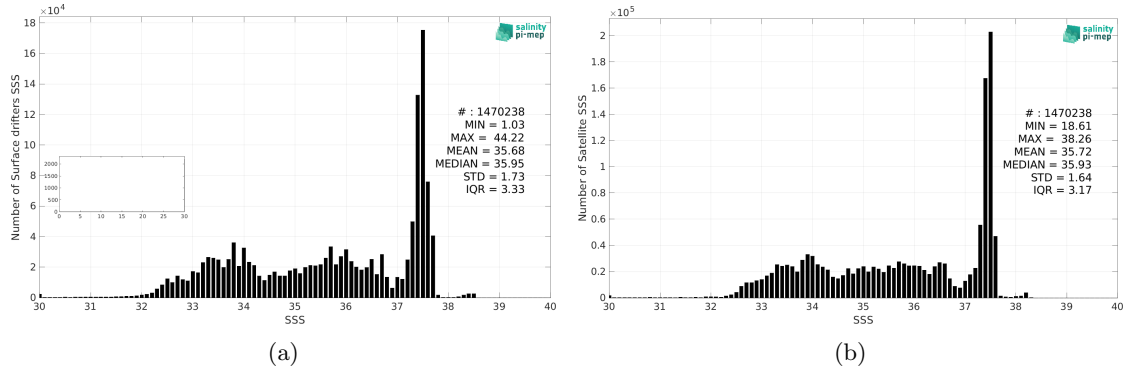 ×10^4
18
16
14
12
10
8
6
4
2
0
Number of Surface drifters SSS
30 31 32 33 34 35 36 37 38 39 40
SSS
salinity
pi-mep
# : 1470238
MIN = 1.03
MAX = 44.22
MEAN = 35.68
MEDIAN = 35.95
STD = 1.73
IQR = 3.33
2000
1500
1000
500
0
0 5 10 15 20 25 30
(a)
×10^5
2
1.8
1.6
1.4
1.2
1
0.8
0.6
0.4
0.2
0
Number of Satellite SSS
30 31 32 33 34 35 36 37 38 39 40
SSS
salinity
pi-mep
# : 1470238
MIN = 18.61
MAX = 38.26
MEAN = 35.72
MEDIAN = 35.93
STD = 1.64
IQR = 3.17
(b)